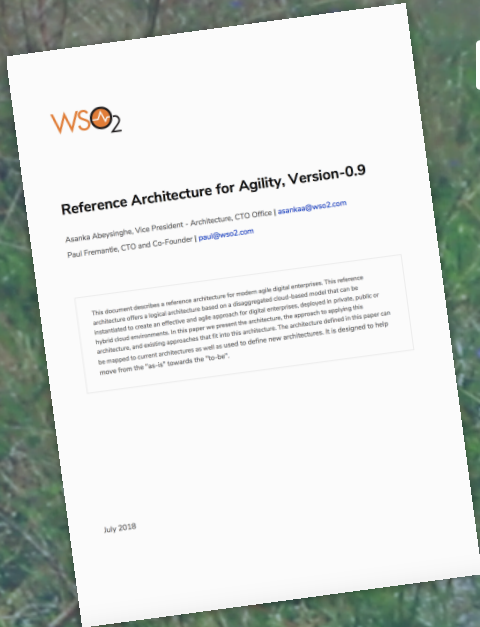 WSO2
Reference Architecture for Agility, Version-0.9
Asanka Abeysinghe, Vice President - Architecture, CTO Office | asankaa@wso2.com
Paul Fremantle, CTO and Co-Founder | paul@wso2.com
This document describes a reference architecture for modern agile digital enterprises. This reference
architecture offers a logical architecture based on a disaggregated cloud-based model that can be
instantiated to create an effective and agile approach for digital enterprises, deployed in private, public or
hybrid cloud environments. In this paper we present the architecture, the approach to applying this
architecture, and existing approaches that fit into this architecture. The architecture defined in this paper can
be mapped to current architectures as well as used to define new architectures. It is designed to help
move from the "as-is" towards the "to-be".
July 2018